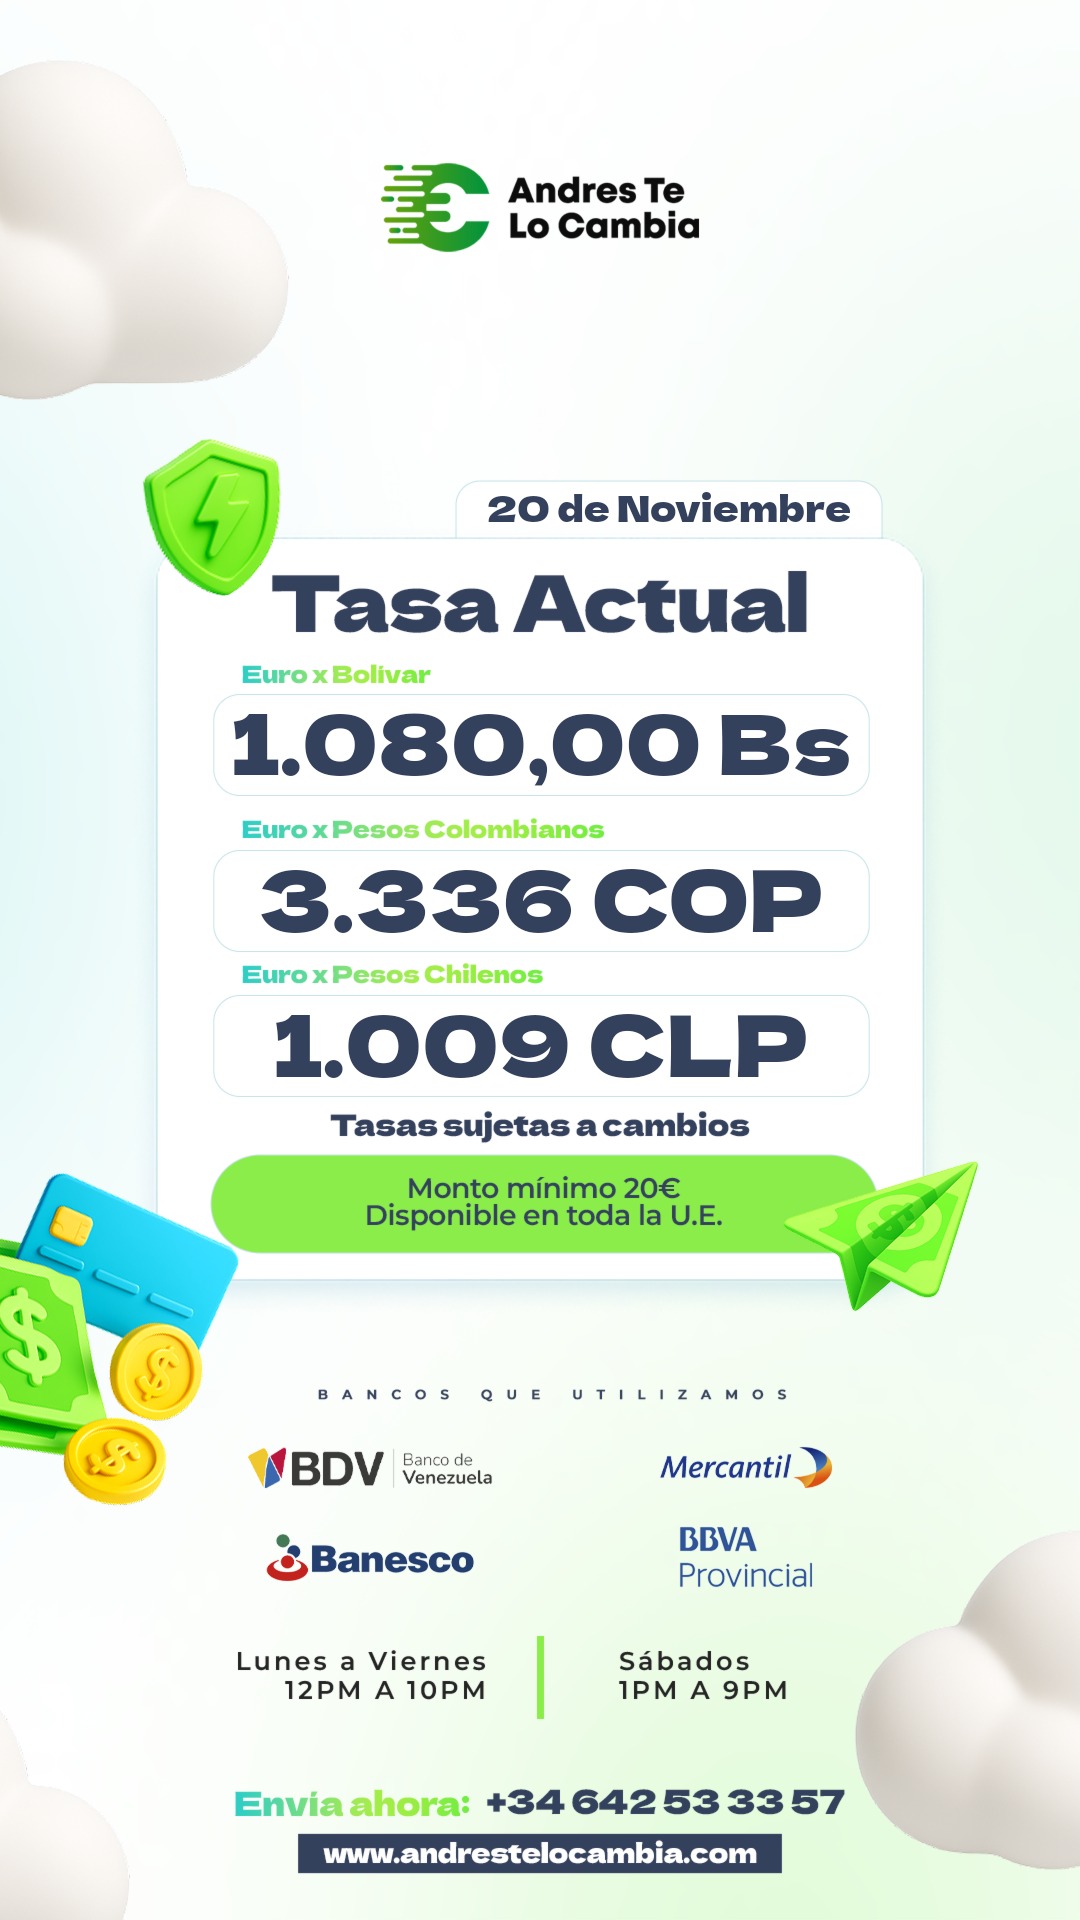 Andres Te
Lo Cambia
20 de Noviembre
Tasa Actual
Euro x Bolívar
1.080,00 Bs
Euro x Pesos Colombianos
3.336 COP
Euro x Pesos Chilenos
1.009 CLP
Tasas sujetas a cambios
Monto mínimo 20€
Disponible en toda la U.E.
BANCOS QUE UTILIZAMOS
BDV Banco de Venezuela
Mercantil
Banesco
BBVA
Provincial
Lunes a Viernes
12PM A 10PM
Sábados
1PM A 9PM
Envía ahora: +34 642 53 33 57
www.andrestelocambia.com